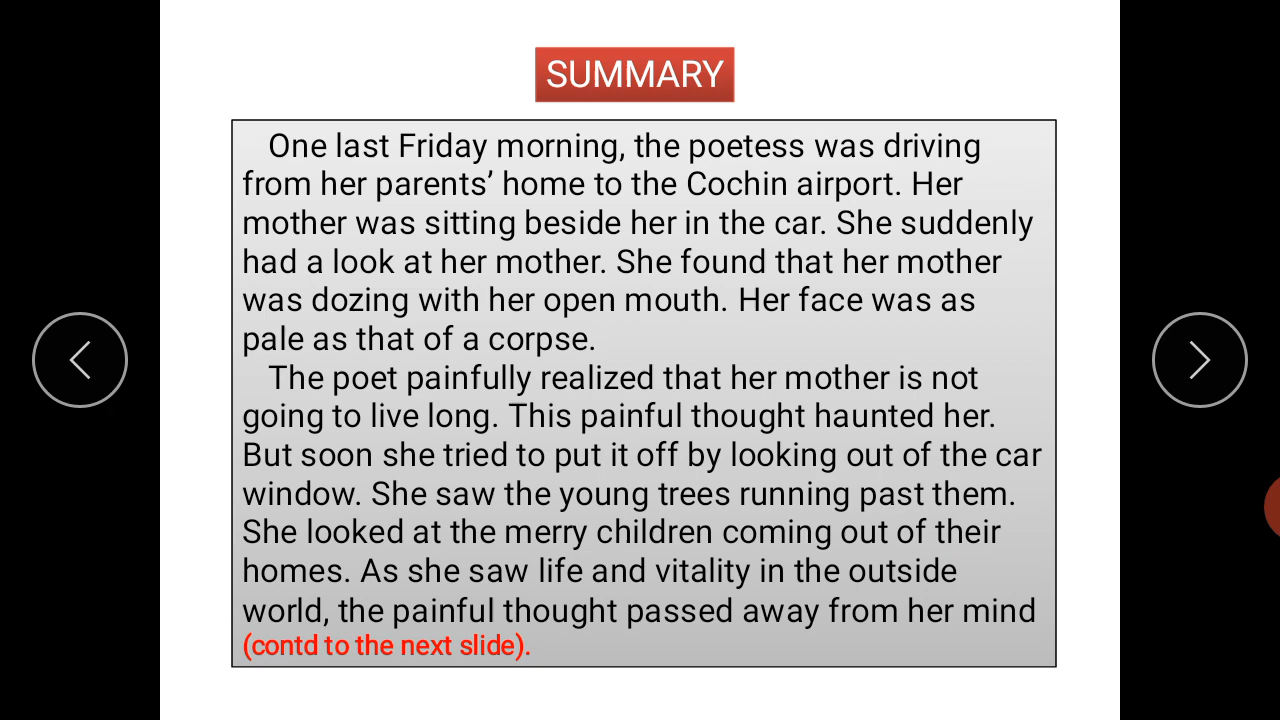 SUMMARY
One last Friday morning, the poetess was driving
from her parents’ home to the Cochin airport. Her
mother was sitting beside her in the car. She suddenly
had a look at her mother. She found that her mother
was dozing with her open mouth. Her face was as
pale as that of a corpse.
The poet painfully realized that her mother is not
going to live long. This painful thought haunted her.
But soon she tried to put it off by looking out of the car
window. She saw the young trees running past them.
She looked at the merry children coming out of their
homes. As she saw life and vitality in the outside
world, the painful thought passed away from her mind
(contd to the next slide).